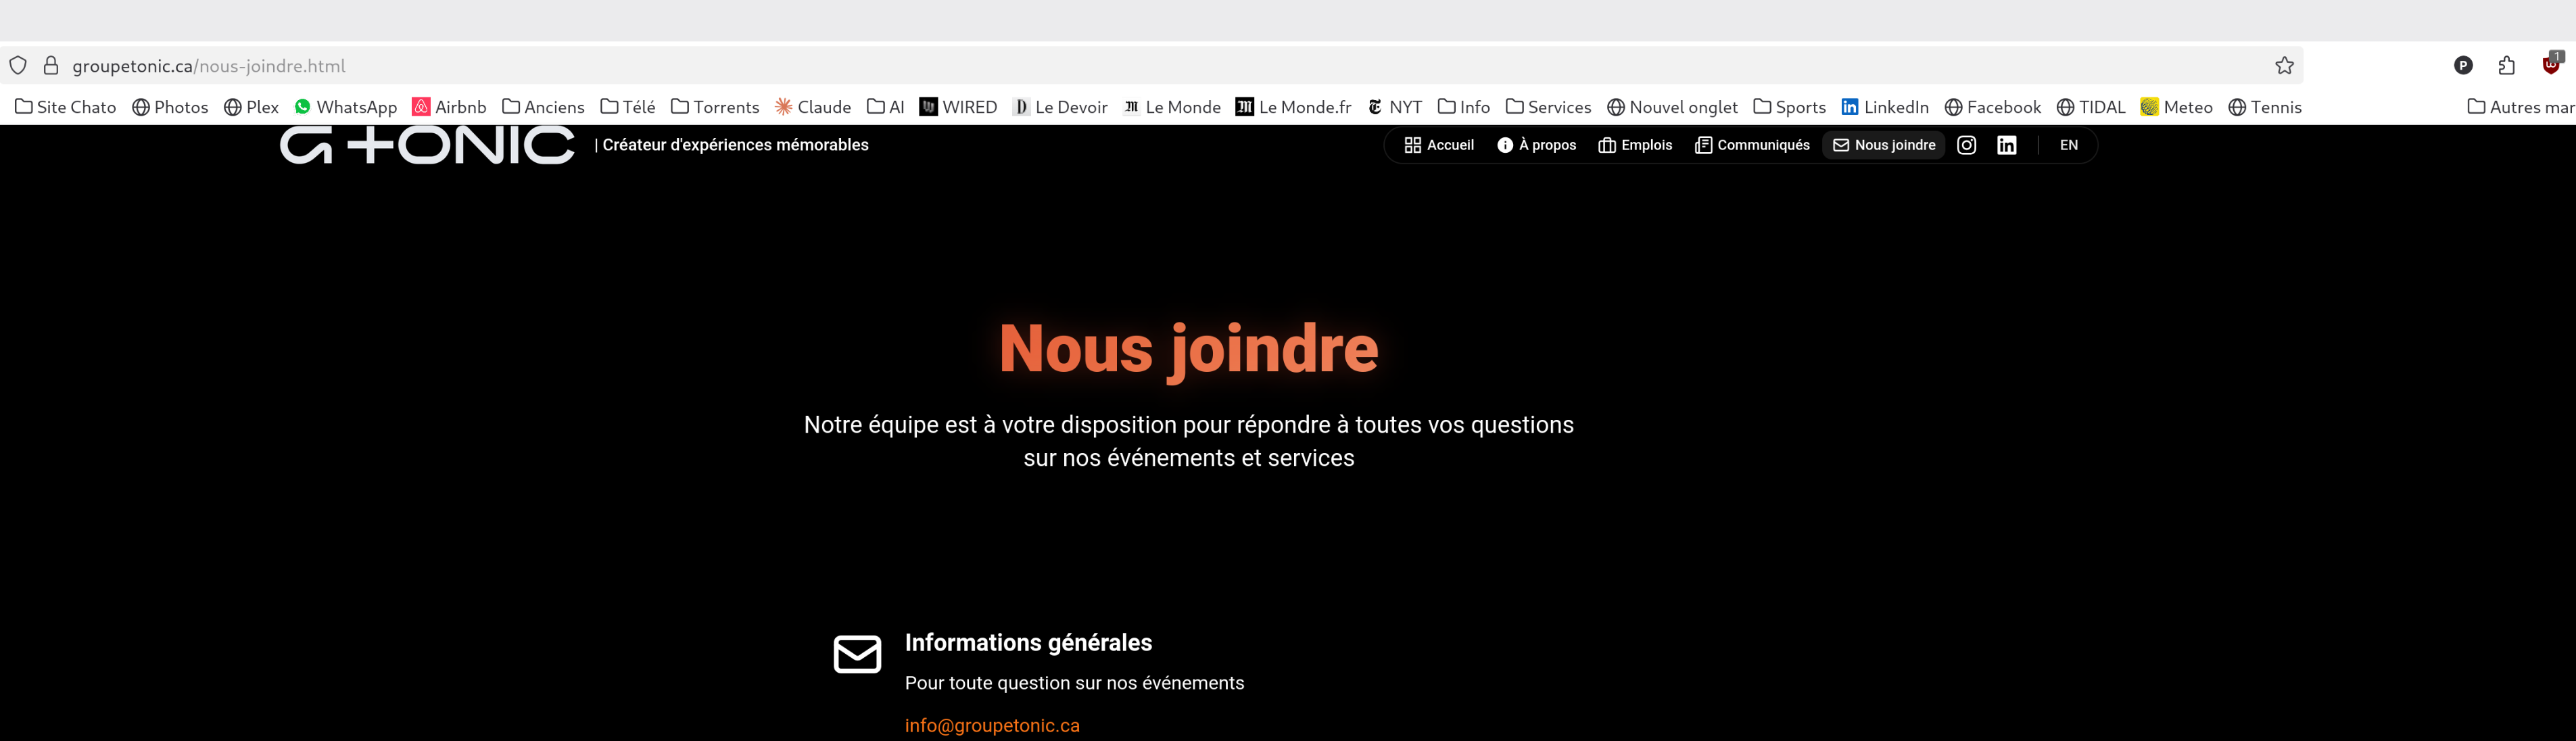 groupetonic.ca/nous-joindre.html
1
Site Chato Photos Plex WhatsApp Airbnb Anciens Télé Torrents Claude AI WIRED Le Devoir Le Monde Le Monde.fr NYT Info Services Nouvel onglet Sports LinkedIn Facebook TIDAL Meteo Tennis Autres mar
G TONIC | Créateur d'expériences mémorables Accueil À propos Emplois Communiqués Nous joindre EN
Nous joindre
Notre équipe est à votre disposition pour répondre à toutes vos questions
sur nos événements et services
Informations générales
Pour toute question sur nos événements
info@groupetonic.ca